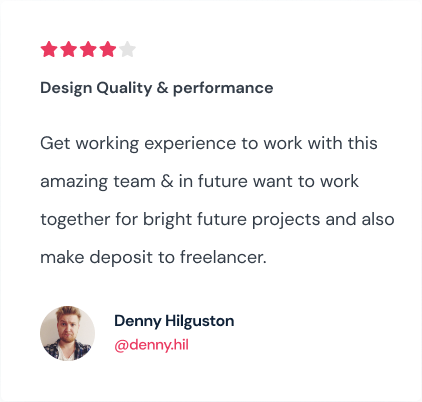 Design Quality & performance
Get working experience to work with this
amazing team & in future want to work
together for bright future projects and also
make deposit to freelancer.
Denny Hilguston
@denny.hil